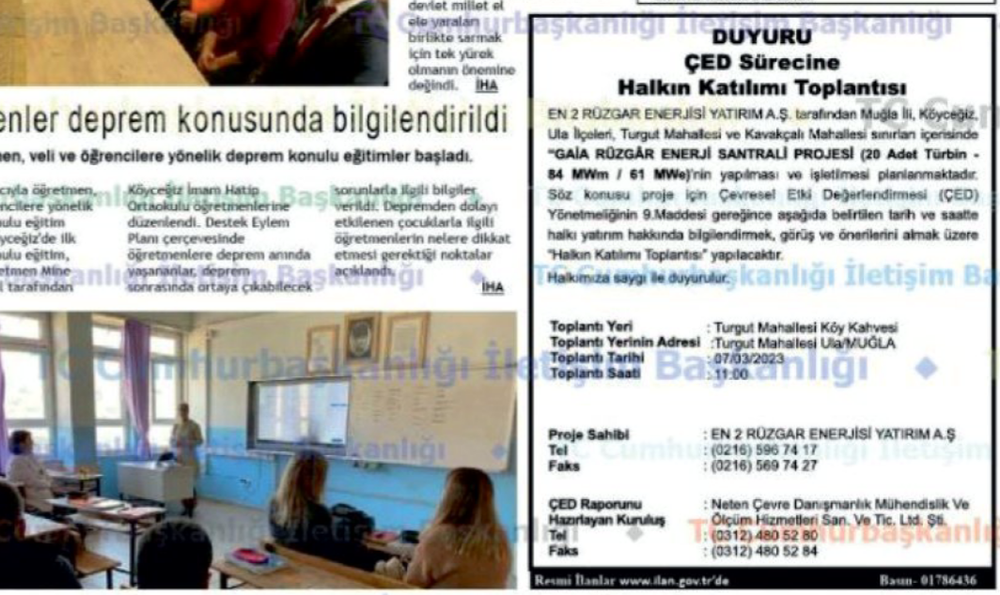 devlet millet el
ele yaraları
birlikte sarmak
için tek yürek
olmanın önemine
değindi. İHA
enler deprem konusunda bilgilendirildi
men, veli ve öğrencilere yönelik deprem konulu eğitimler başladı.
cıyla öğretmen,
encilere yönelik
nulu eğitim
yceğiz'de ilk
nulu eğitim,
etmen Mine
l tarafından
Köyceğiz İmam Hatip
Ortaokulu öğretmenlerine
düzenlendi. Destek Eylem
Planı çerçevesinde
öğretmenlere deprem anında
yaşananlar, deprem
sonrasında ortaya çıkabilecek
sorunlarla ilgili bilgiler
verildi. Depremden dolayı
etkilenen çocuklarla ilgili
öğretmenlerin nelere dikkat
etmesi gerektiği noktalar
açıklandı.
İHA
DUYURU
ÇED Sürecine
Halkın Katılımı Toplantısı
EN 2 RÜZGAR ENERJİSİ YATIRIM A.Ş. tarafından Muğla İli, Köyceğiz,
Ula İlçeleri, Turgut Mahallesi ve Kavakçalı Mahallesi sınırları içerisinde
"GAİA RÜZGÂR ENERJİ SANTRALİ PROJESİ (20 Adet Türbin -
84 MWm / 61 MWe)'nin yapılması ve işletilmesi planlanmaktadır.
Söz konusu proje için Çevresel Etki Değerlendirmesi (ÇED)
Yönetmeliğinin 9.Maddesi gereğince aşağıda belirtilen tarih ve saatte
halkı yatırım hakkında bilgilendirmek, görüş ve önerilerini almak üzere
"Halkın Katılımı Toplantısı" yapılacaktır.
Halkımıza saygı ile duyurulur.
Toplantı Yeri : Turgut Mahallesi Köy Kahvesi
Toplantı Yerinin Adresi :Turgut Mahallesi Ula/MUĞLA
Toplantı Tarihi : 07/03/2023
Toplantı Saati : 11:00
Proje Sahibi : EN 2 RÜZGAR ENERJİSİ YATIRIM A.Ş
Tel : (0216) 596 74 17
Faks : (0216) 569 74 27
ÇED Raporunu : Neten Çevre Danışmanlık Mühendislik Ve
Hazırlayan Kuruluş Ölçüm Hizmetleri San. Ve Tic. Ltd. Şti.
Tel : (0312) 480 52 80
Faks : (0312) 480 52 84
Resmi İlanlar www.ilan.gov.tr'de Basın- 01786436
TC Cumhurbaşkanlığı İletişim Başkanlığı